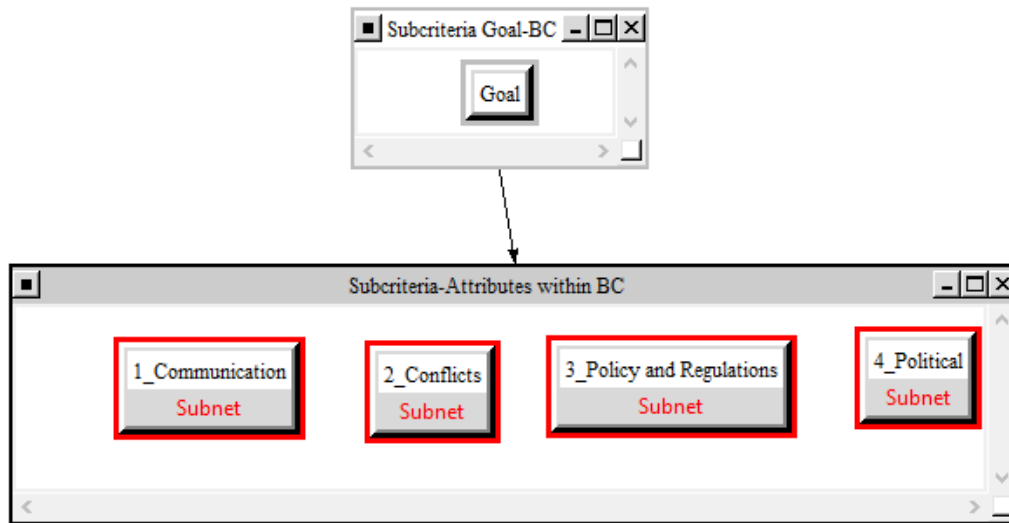 Subcriteria Goal-BC
Goal
Subcriteria-Attributes within BC
1_Communication
Subnet
2_Conflicts
Subnet
3_Policy and Regulations
Subnet
4_Political
Subnet